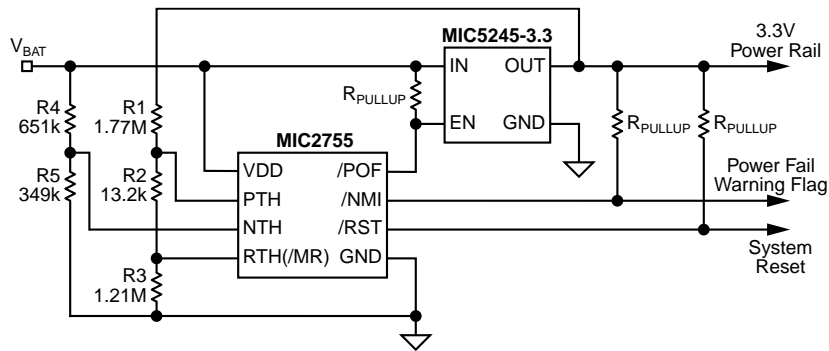 MIC5245-3.3
3.3V
Power Rail
VBAT
IN
OUT
RPULLUP
EN
GND
RPULLUP
RPULLUP
R4
651k
R1
1.77M
MIC2755
R5
349k
R2
13.2k
VDD
/POF
PTH
/NMI
NTH
/RST
RTH(/MR)
GND
Power Fail
Warning Flag
System
Reset
R3
1.21M